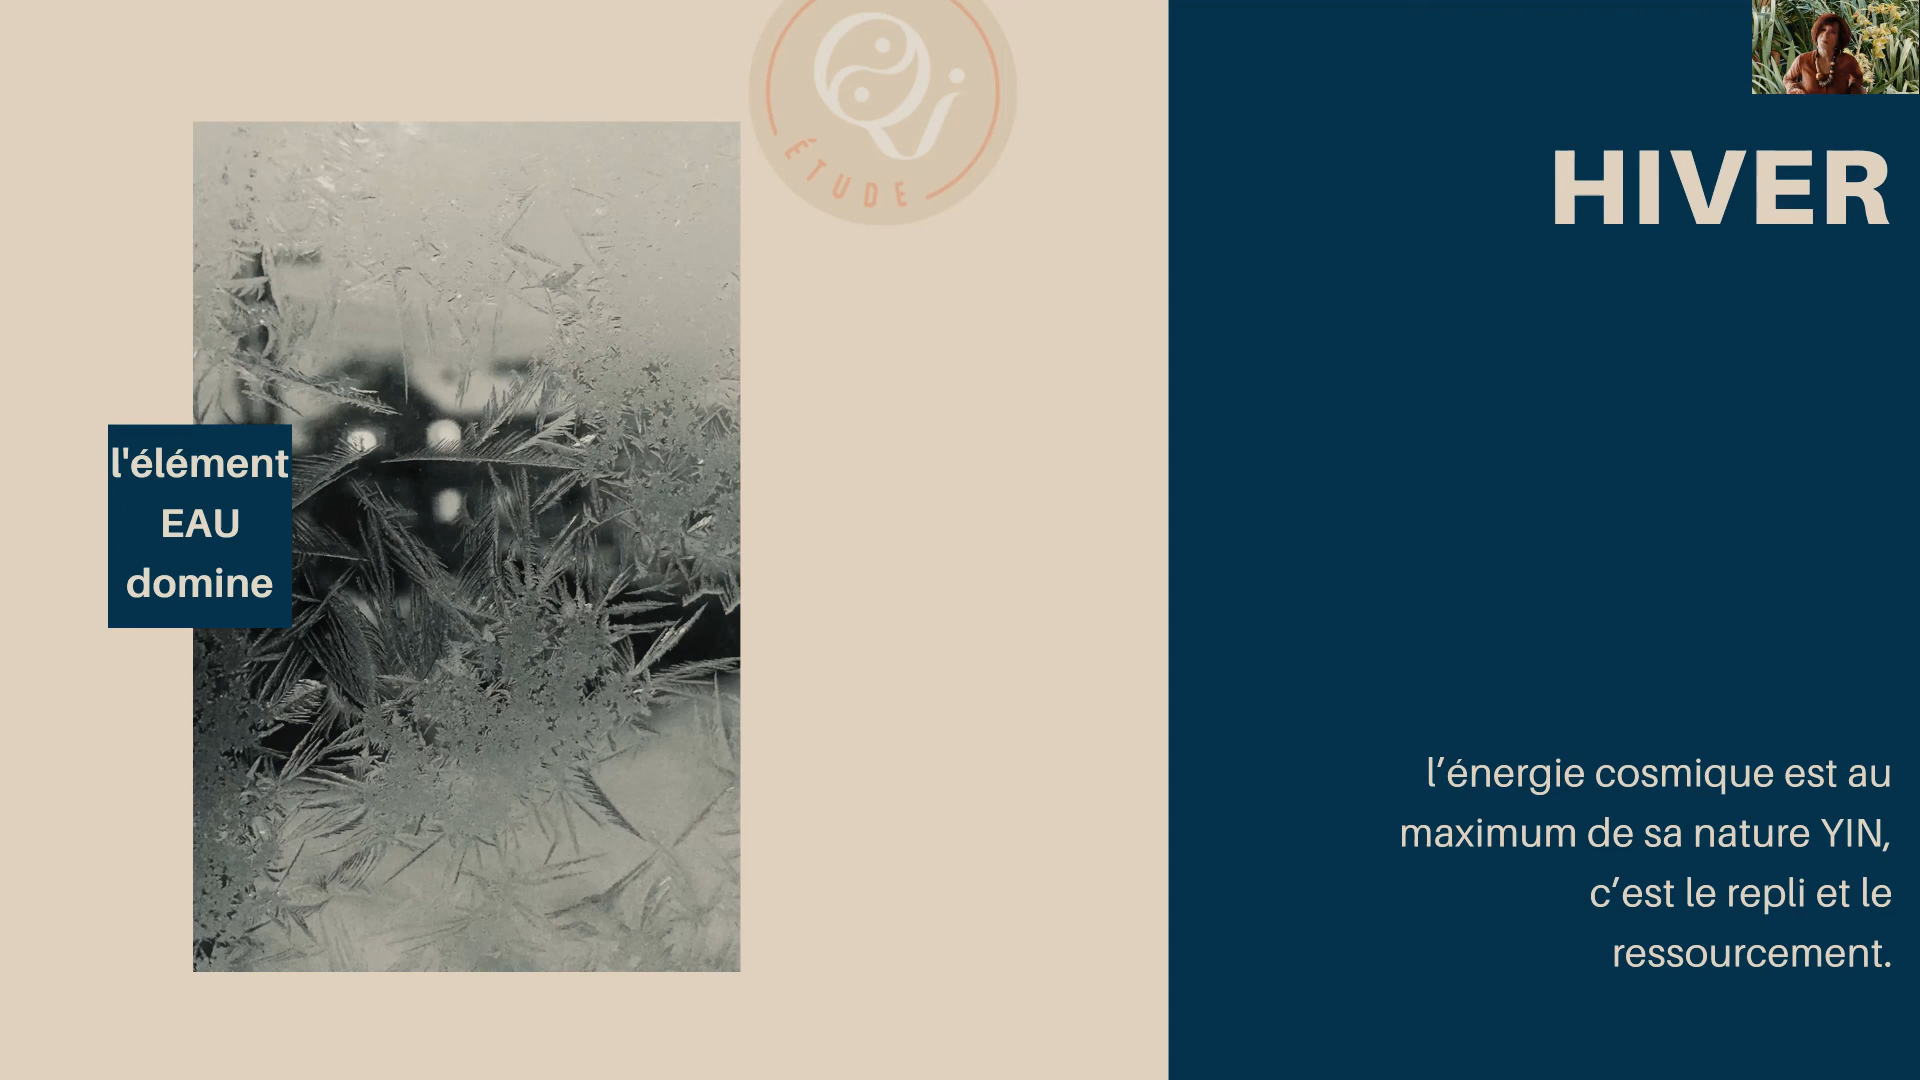 Qi
ÉTUDE
HIVER
l'élément
EAU
domine
l’énergie cosmique est au
maximum de sa nature YIN,
c’est le repli et le
ressourcement.